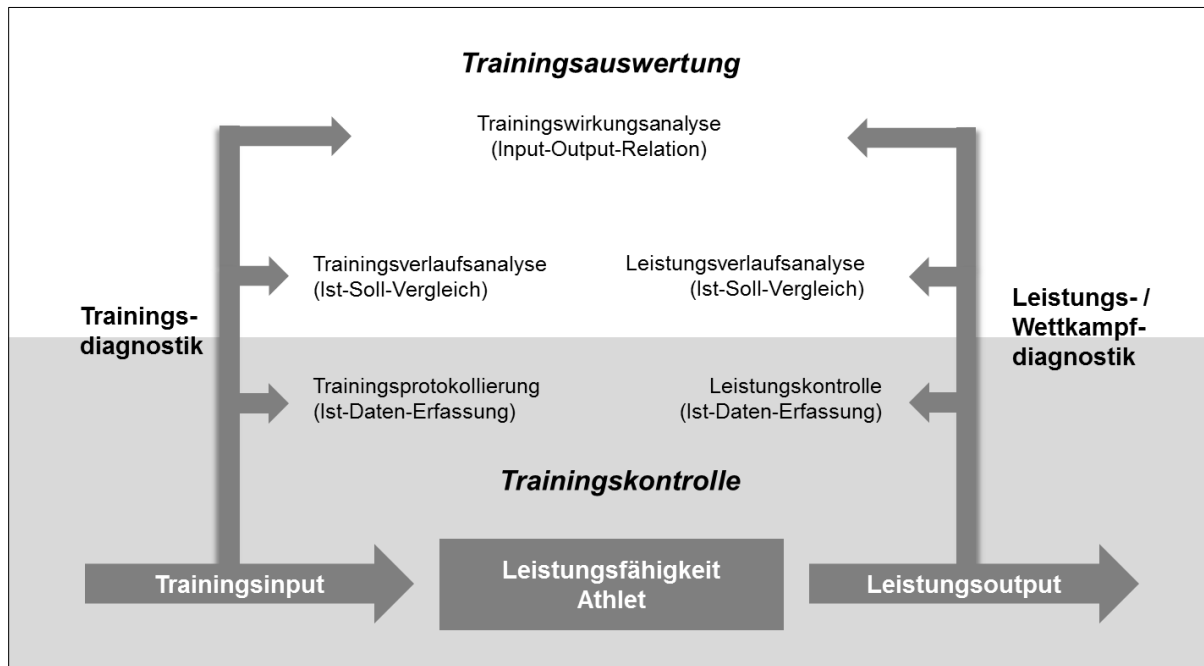 Trainingsauswertung
Trainingswirkungsanalyse
(Input-Output-Relation)
Trainingsverlaufsanalyse
(Ist-Soll-Vergleich)
Leistungsverlaufsanalyse
(Ist-Soll-Vergleich)
Trainings-
diagnostik
Leistungs- /
Wettkampf-
diagnostik
Trainingsprotokollierung
(Ist-Daten-Erfassung)
Leistungskontrolle
(Ist-Daten-Erfassung)
Trainingskontrolle
Trainingsinput
Leistungsfähigkeit
Athlet
Leistungsoutput